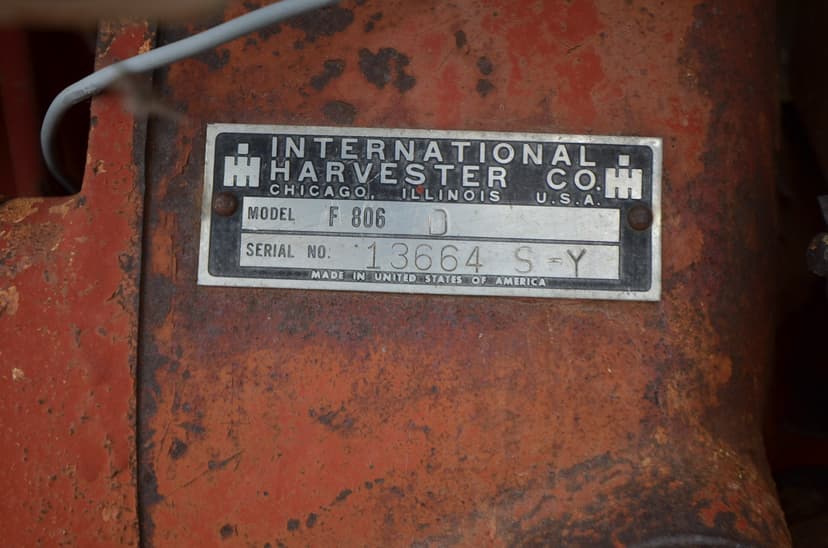 INTERNATIONAL
HARVESTER CO.
CHICAGO, ILLINOIS U.S.A.
MODEL F 806 D
SERIAL NO. 13664 S-Y
MADE IN UNITED STATES OF AMERICA